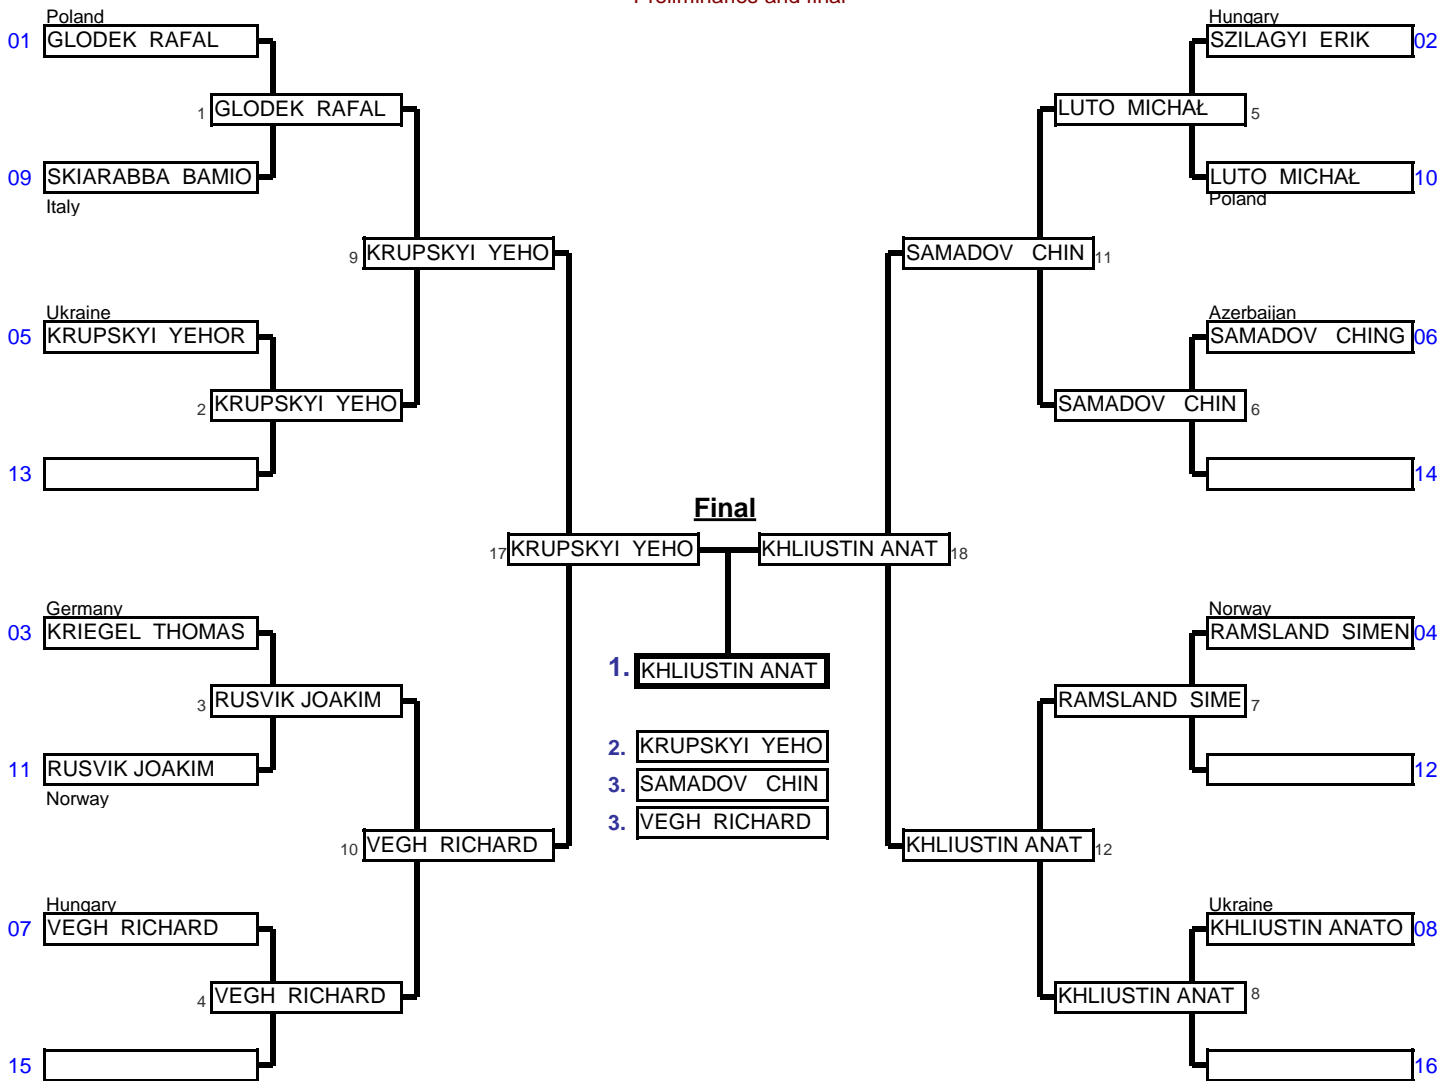 Preliminaries and final
Poland
01 GLODEK RAFAL
1 GLODEK RAFAL
09 SKIARABBA BAMIO
Italy
9 KRUPSKYI YEHO
Ukraine
05 KRUPSKYI YEHOR
2 KRUPSKYI YEHO
13
17 KRUPSKYI YEHO
Germany
03 KRIEGEL THOMAS
3 RUSVIK JOAKIM
11 RUSVIK JOAKIM
Norway
10 VEGH RICHARD
Hungary
07 VEGH RICHARD
4 VEGH RICHARD
15
Final
1. KHLIUSTIN ANAT
2. KRUPSKYI YEHO
3. SAMADOV CHIN
3. VEGH RICHARD
Hungary
SZILAGYI ERIK 02
LUTO MICHAŁ 5
LUTO MICHAŁ 10
Poland
SAMADOV CHIN 11
Azerbaijan
SAMADOV CHING 06
SAMADOV CHIN 6
14
KHLIUSTIN ANAT 18
Norway
RAMSLAND SIMEN 04
RAMSLAND SIME 7
12
KHLIUSTIN ANAT 12
Ukraine
KHLIUSTIN ANATO 08
KHLIUSTIN ANAT 8
16